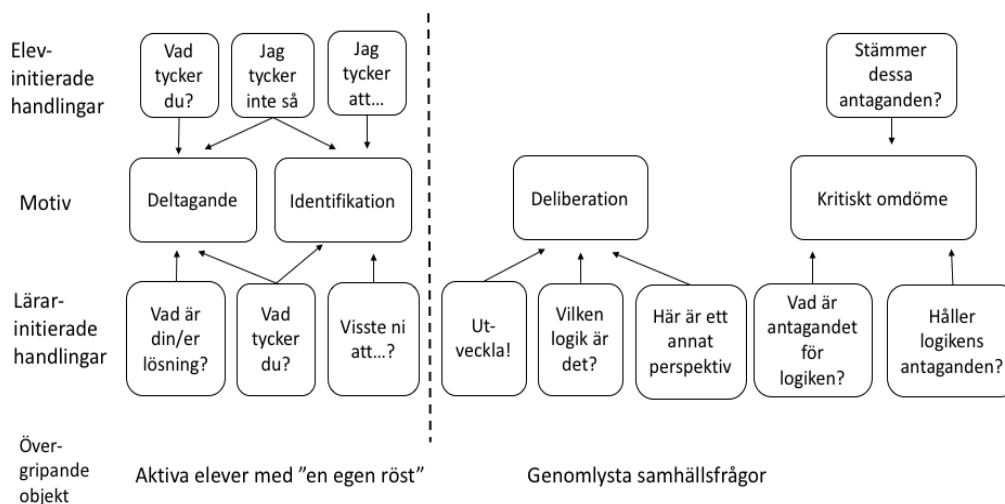 Elev-
initierade
handlingar
Vad
tycker
du?
Jag
tycker
inte så
Jag
tycker
att...
Stämmer
dessa
antaganden?
Motiv
Deltagande
Identifikation
Deliberation
Kritiskt omdöme
Lärar-
initierade
handlingar
Vad är
din/er
lösning?
Vad
tycker
du?
Visste ni
att...?
Ut-
veckla!
Vilken
logik är
det?
Här är ett
annat
perspektiv
Vad är
antagandet
för
logiken?
Håller
logikens
antaganden?
Över-
gripande
objekt
Aktiva elever med ”en egen röst”
Genomlysta samhällsfrågor